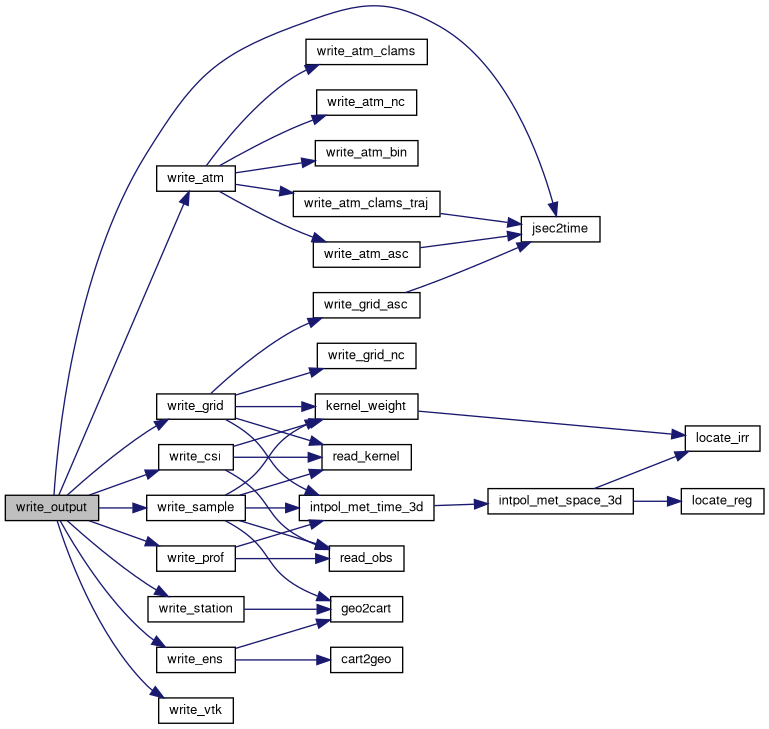 write_output
write_atm
write_grid
write_csi
write_sample
write_prof
write_station
write_ens
write_vtk
write_atm_clams
write_atm_nc
write_atm_bin
write_atm_clams_traj
write_atm_asc
write_grid_asc
write_grid_nc
kernel_weight
read_kernel
intpol_met_time_3d
read_obs
geo2cart
cart2geo
jsec2time
intpol_met_space_3d
locate_irr
locate_reg